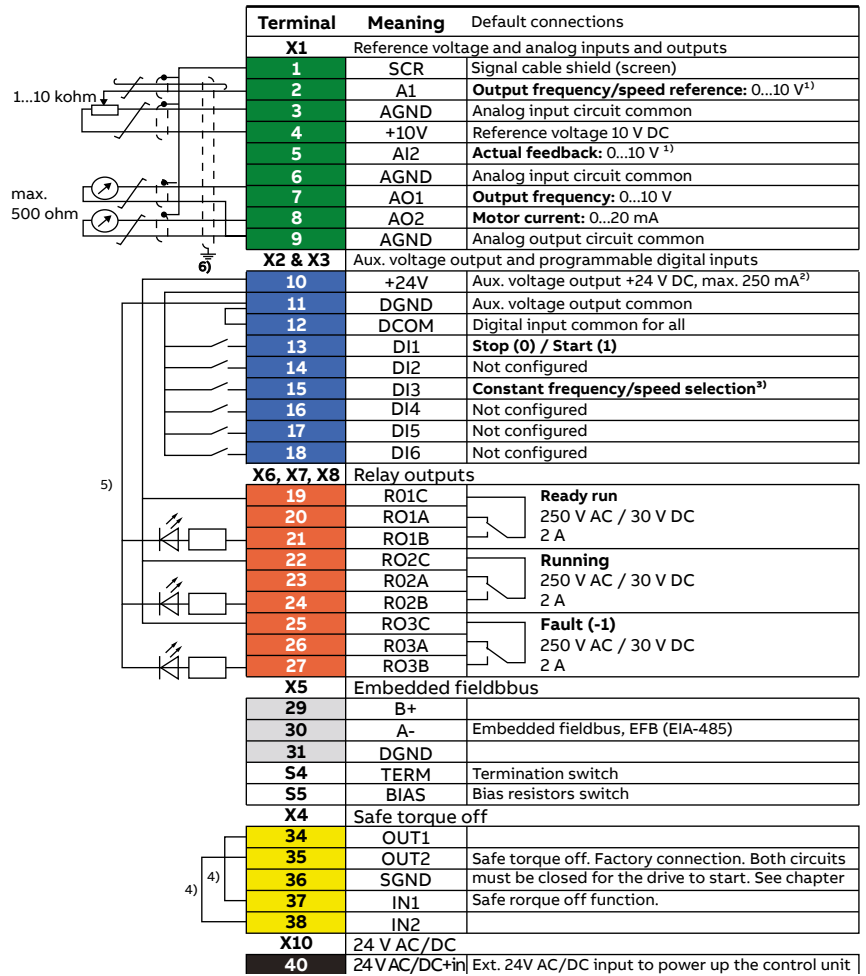 Terminal Meaning Default connections
X1 Reference voltage and analog inputs and outputs
1 SCR Signal cable shield (screen)
1...10 kohm 2 A1 Output frequency/speed reference: 0...10 V1)
3 AGND Analog input circuit common
4 +10V Reference voltage 10 V DC
5 AI2 Actual feedback: 0...10 V 1)
6 AGND Analog input circuit common
max.
500 ohm
7 AO1 Output frequency: 0...10 V
8 AO2 Motor current: 0...20 mA
9 AGND Analog output circuit common
6)
X2 & X3 Aux. voltage output and programmable digital inputs
10 +24V Aux. voltage output +24 V DC, max. 250 mA2)
11 DGND Aux. voltage output common
12 DCOM Digital input common for all
13 DI1 Stop (0) / Start (1)
14 DI2 Not configured
15 DI3 Constant frequency/speed selection3)
16 DI4 Not configured
17 DI5 Not configured
18 DI6 Not configured
X6, X7, X8 Relay outputs
5)
19 R01C Ready run
20 RO1A 250 V AC / 30 V DC
21 RO1B 2 A
22 RO2C Running
23 R02A 250 V AC / 30 V DC
24 R02B 2 A
25 RO3C Fault (-1)
26 R03A 250 V AC / 30 V DC
27 RO3B 2 A
X5 Embedded fieldbbus
29 B+
30 A- Embedded fieldbus, EFB (EIA-485)
31 DGND
S4 TERM Termination switch
S5 BIAS Bias resistors switch
X4 Safe torque off
34 OUT1
35 OUT2 Safe torque off. Factory connection. Both circuits
4) 4) 36 SGND must be closed for the drive to start. See chapter
37 IN1 Safe rorque off function.
38 IN2
X10 24 V AC/DC
40 24 V AC/DC+in Ext. 24V AC/DC input to power up the control unit